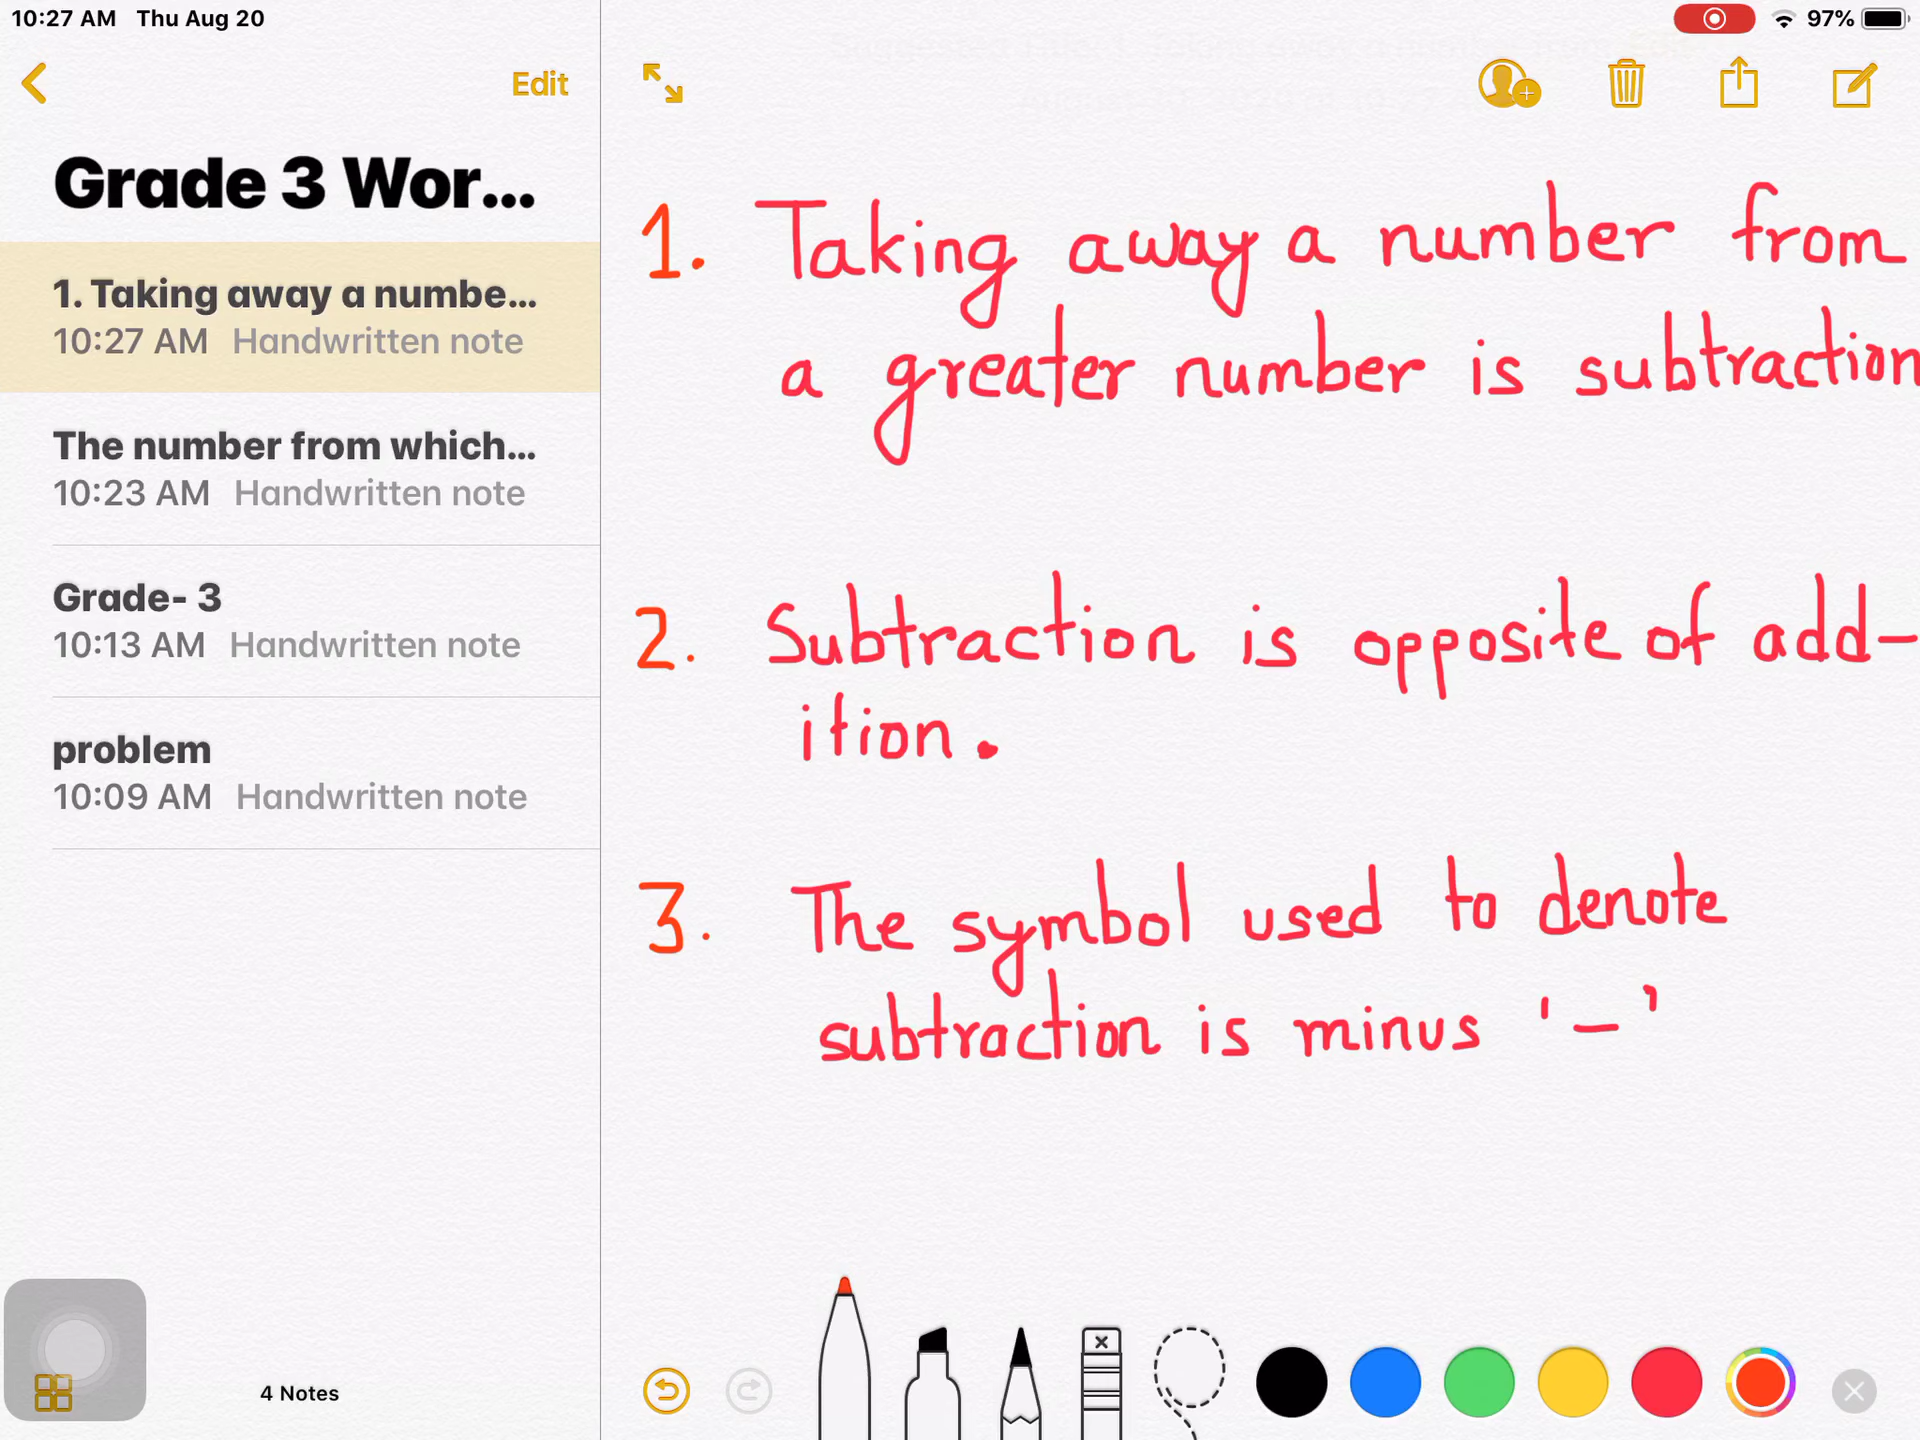 10:27 AM Thu Aug 20
97%
Edit
Grade 3 Wor...
1. Taking away a numbe...
10:27 AM Handwritten note
The number from which...
10:23 AM Handwritten note
Grade- 3
10:13 AM Handwritten note
problem
10:09 AM Handwritten note
4 Notes
1. Taking away a number from
a greater number is subtraction
2. Subtraction is opposite of add-
ition.
3. The symbol used to denote
subtraction is minus '-'